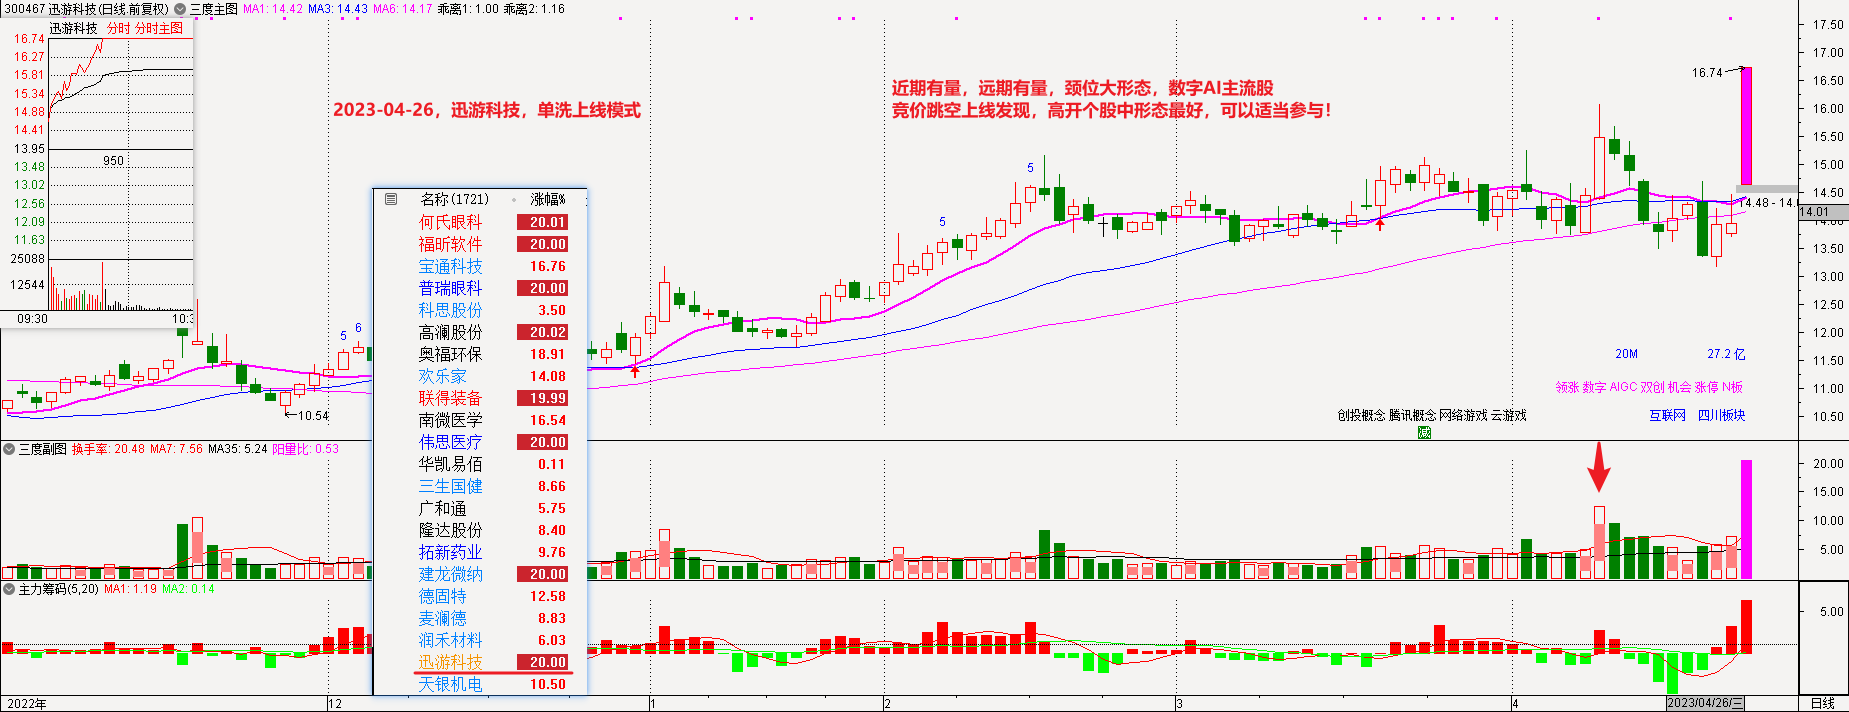 300467 迅游科技(日线.前复权) 三度主图 MA1: 14.42 MA3: 14.43 MA6: 14.17 乖离1: 1.00 乖离2: 1.16
迅游科技 分时 分时主图
16.74
16.27
15.81
15.34
14.88
14.41
13.95
13.48
13.02
12.56
12.09
11.63
25088
12544
950
09:30
2023-04-26，迅游科技，单洗上线模式
近期有量，远期有量，颈位大形态，数字AI主流股
竞价跳空上线发现，高开个股中形态最好，可以适当参与！
名称(1721) 涨幅%
何氏眼科 20.01
福昕软件 20.00
宝通科技 16.76
普瑞眼科 20.00
科思股份 3.50
高澜股份 20.02
奥福环保 18.91
欢乐家 14.08
联得装备 19.99
南微医学 16.54
伟思医疗 20.00
华凯易佰 0.11
三生国健 8.66
广和通 5.75
隆达股份 8.40
拓新药业 9.76
建龙微纳 20.00
德固特 12.58
麦澜德 8.83
润禾材料 6.03
迅游科技 20.00
天银机电 10.50
5 6
5
5
10.54
16.74
17.50
17.00
16.50
16.00
15.50
15.00
14.50
14.01
13.50
13.00
12.50
12.00
11.50
11.00
10.50
20M 27.2 亿
领涨 数字 AIGC 双创 机会 涨停 N板
创投概念 腾讯概念 网络游戏 云游戏 互联网 四川板块
减
三度副图 换手率: 20.48 MA7: 7.56 MA35: 5.24 阳量比: 0.53
20.00
15.00
10.00
5.00
主力筹码(5,20) MA1: 1.19 MA2: 0.14
5.00
2022年 12 1 2 3 4 2023/04/26/三 日线